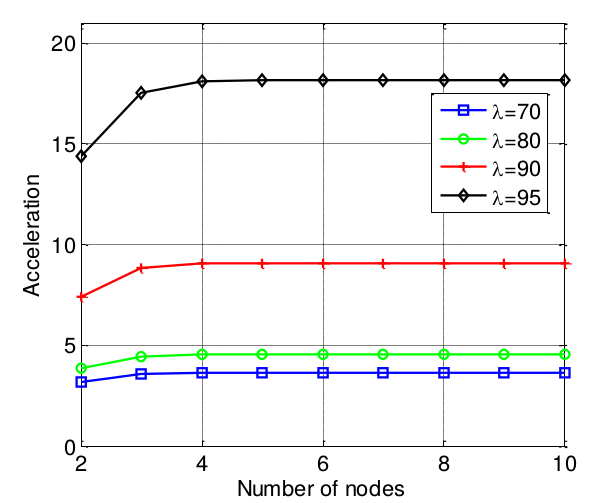 20
15
10
5
0
2
4
6
8
10
Acceleration
Number of nodes
λ=70
λ=80
λ=90
λ=95